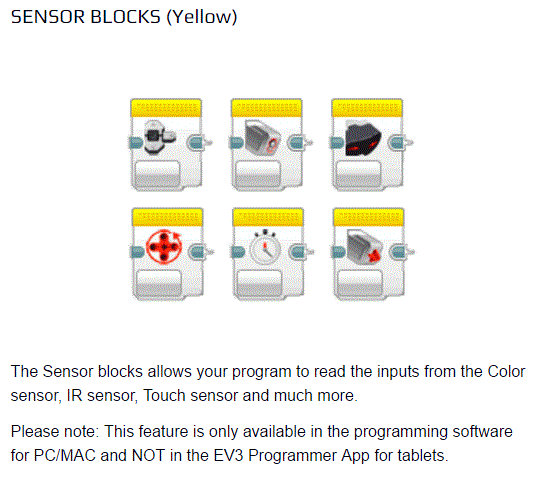 SENSOR BLOCKS (Yellow)
The Sensor blocks allows your program to read the inputs from the Color
sensor, IR sensor, Touch sensor and much more.
Please note: This feature is only available in the programming software
for PC/MAC and NOT in the EV3 Programmer App for tablets.